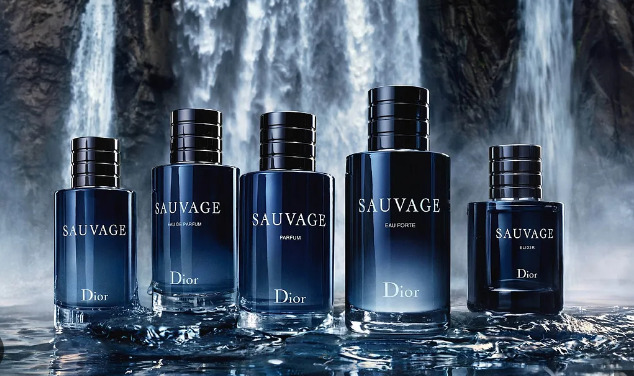 SAUVAGE
Dior
SAUVAGE
EAU DE PARFUM
Dior
SAUVAGE
PARFUM
Dior
SAUVAGE
EAU FORTE
Dior
SAUVAGE
ELIXIR
Dior